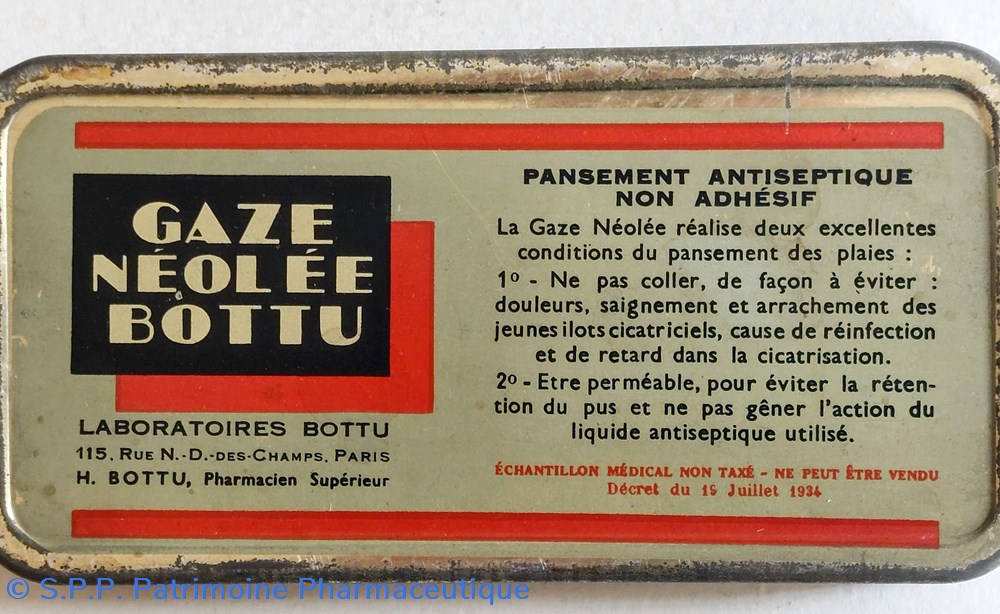 GAZE
NÉOLÉE
BOTTU
LABORATOIRES BOTTU
115, RUE N.-D.-DES-CHAMPS, PARIS
H. BOTTU, Pharmacien Supérieur
PANSEMENT ANTISEPTIQUE
NON ADHÉSIF
La Gaze Néolée réalise deux excellentes
conditions du pansement des plaies :
1º - Ne pas coller, de façon à éviter :
douleurs, saignement et arrachement des
jeunes ilots cicatriciels, cause de réinfection
et de retard dans la cicatrisation.
2º - Etre perméable, pour éviter la réten-
tion du pus et ne pas gêner l'action du
liquide antiseptique utilisé.
ÉCHANTILLON MÉDICAL NON TAXÉ - NE PEUT ÊTRE VENDU
Décret du 15 Juillet 1934
© S.P.P. Patrimoine Pharmaceutique